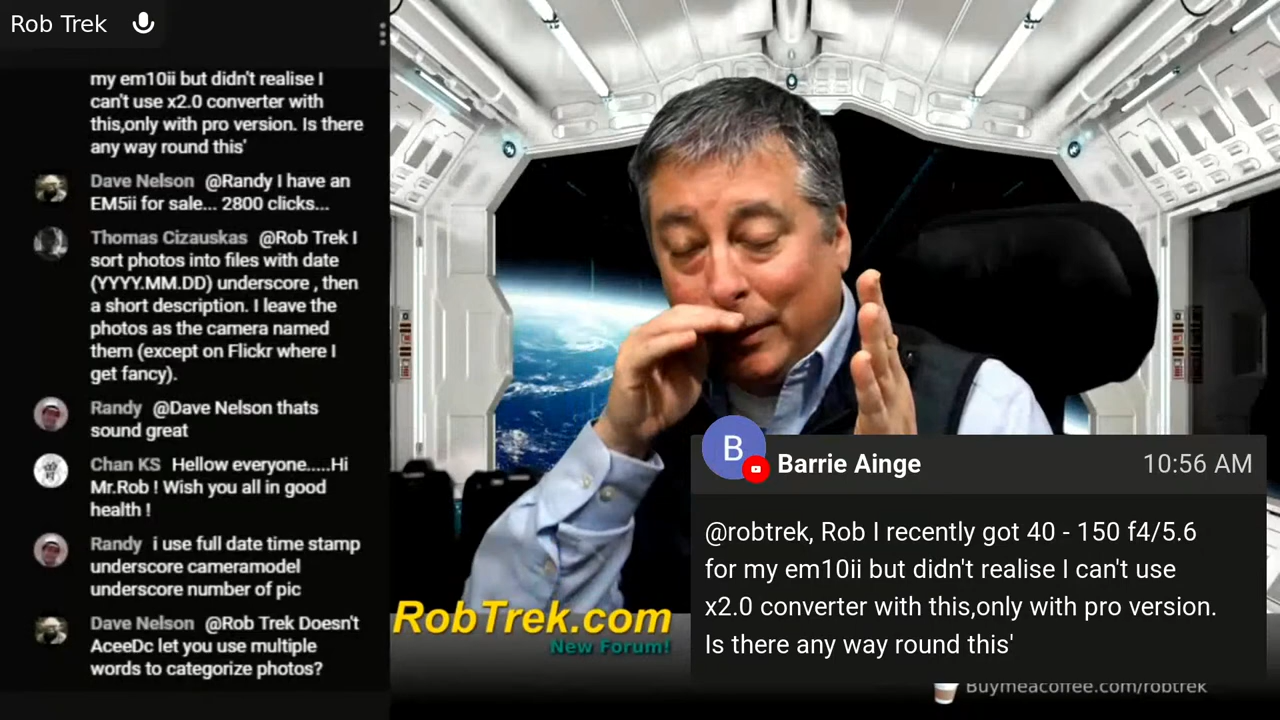 Rob Trek
my em10ii but didn't realise I
can't use x2.0 converter with
this,only with pro version. Is there
any way round this'
Dave Nelson @Randy I have an
EM5ii for sale... 2800 clicks...
Thomas Cizauskas @Rob Trek I
sort photos into files with date
(YYYY.MM.DD) underscore , then
a short description. I leave the
photos as the camera named
them (except on Flickr where I
get fancy).
Randy @Dave Nelson thats
sound great
Chan KS Hellow everyone.....Hi
Mr.Rob ! Wish you all in good
health !
Randy i use full date time stamp
underscore cameramodel
underscore number of pic
Dave Nelson @Rob Trek Doesn't
AceeDc let you use multiple
words to categorize photos?
RobTrek.com
New Forum!
B
Barrie Ainge 10:56 AM
@robtrek, Rob I recently got 40 - 150 f4/5.6
for my em10ii but didn't realise I can't use
x2.0 converter with this,only with pro version.
Is there any way round this'
Buymeacoffee.com/robtrek